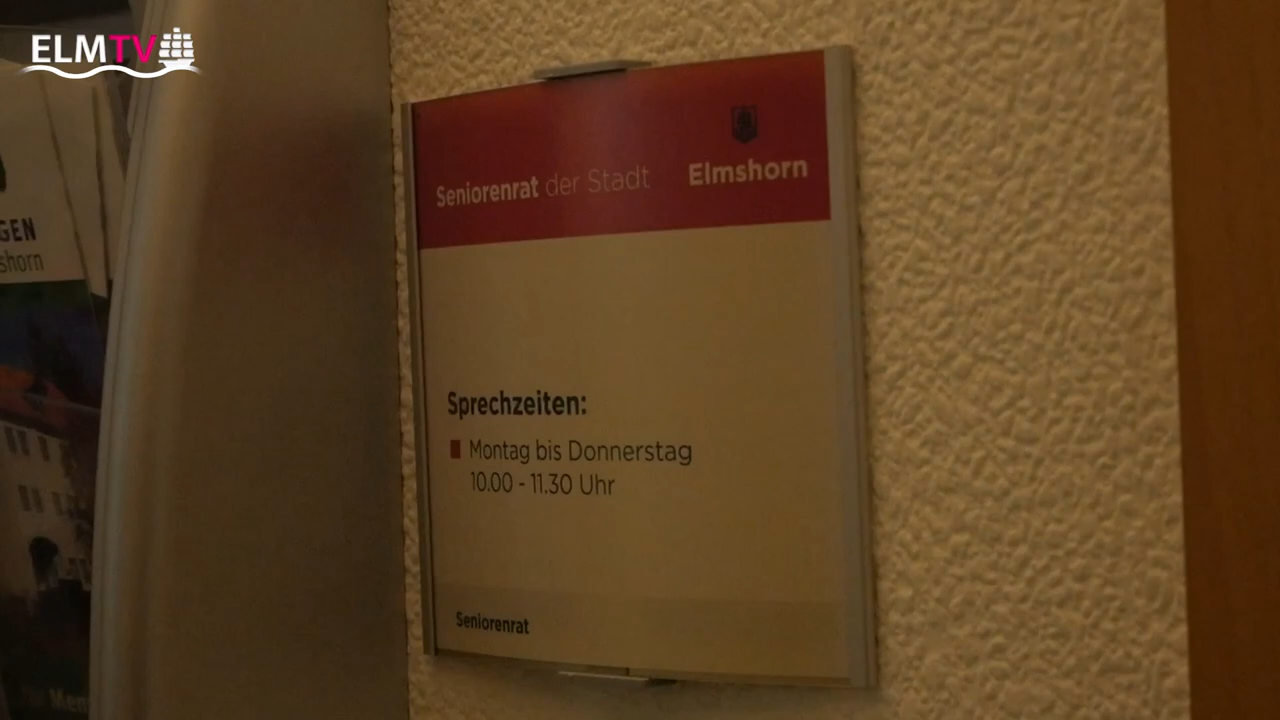 ELMTV
GEN
shorn
Seniorenrat der Stadt
Elmshorn
Sprechzeiten:
Montag bis Donnerstag
10.00 - 11.30 Uhr
Seniorenrat